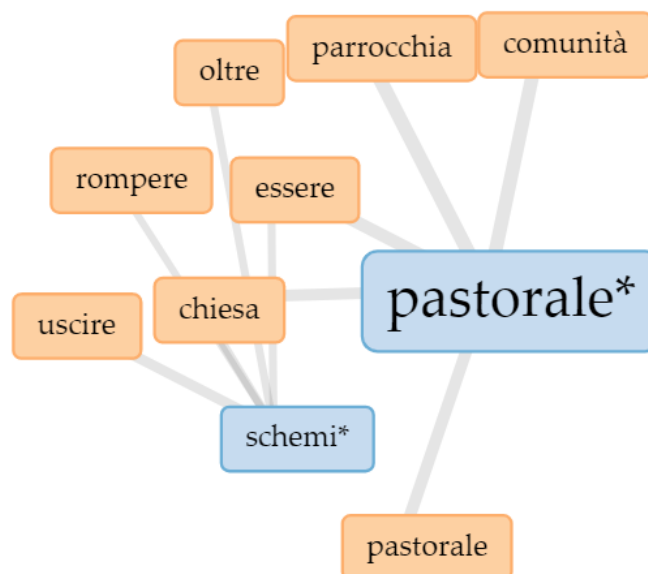 comunità
parrocchia
oltre
rompere
essere
pastorale*
chiesa
uscire
schemi*
pastorale